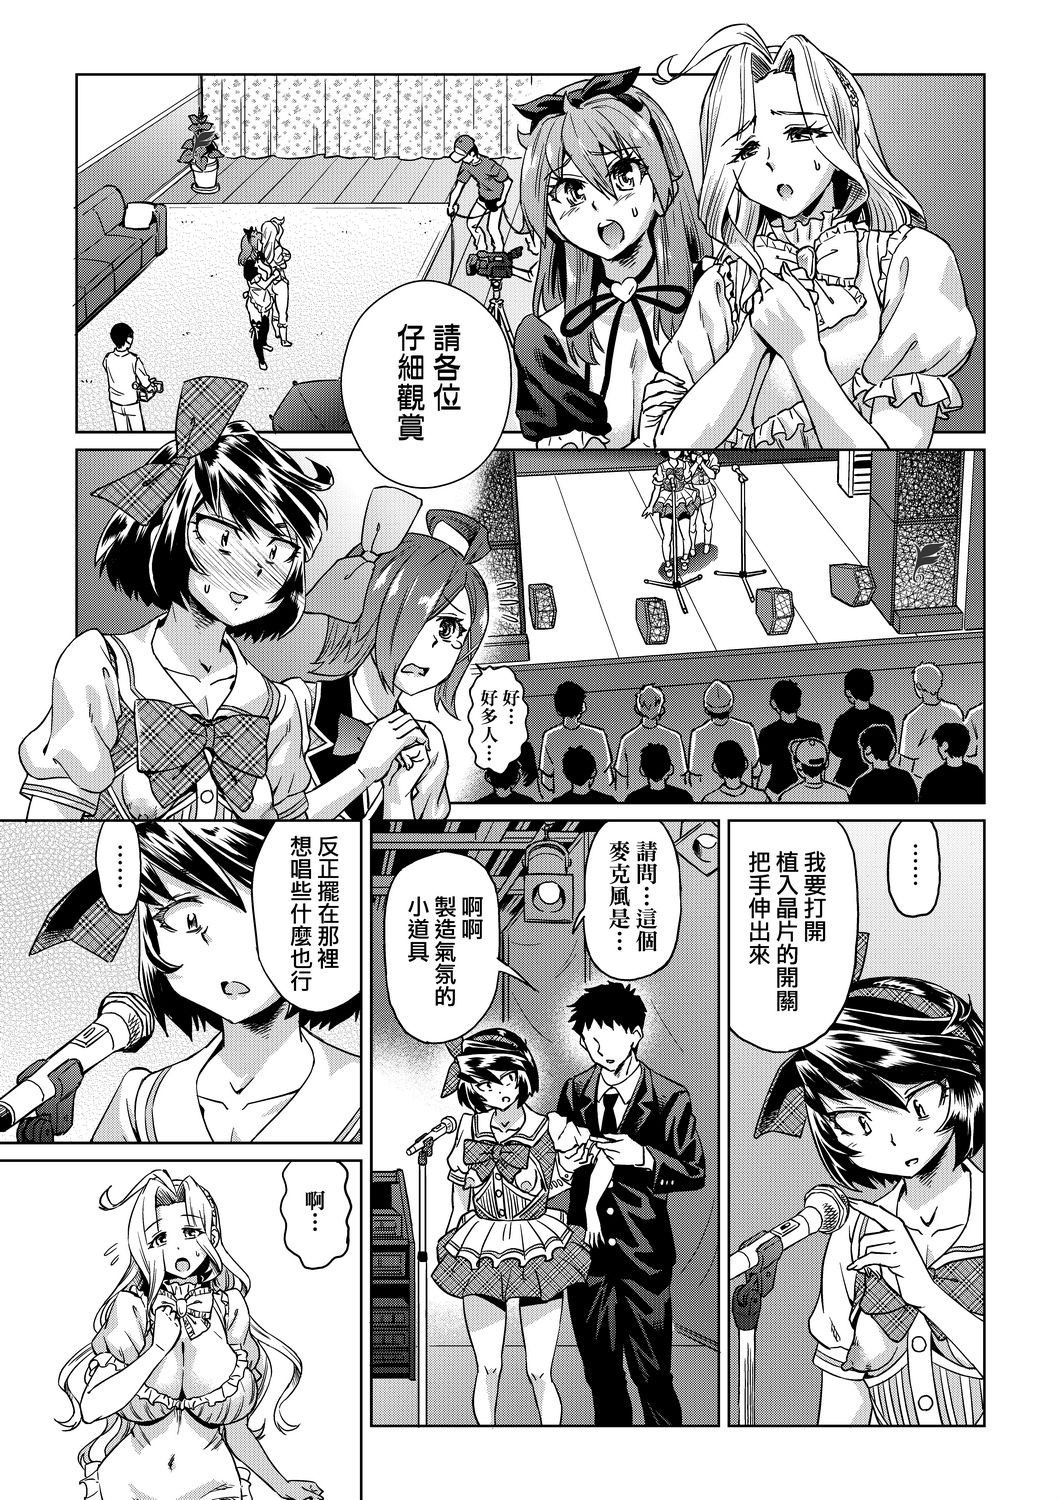 請各位
仔細觀賞
好…
好多人…
……
我要打開
植入晶片的開關
把手伸出來
請問…這個
麥克風是…
啊啊
製造氣氛的
小道具
反正擺在那裡
想唱些什麼也行
……
啊…